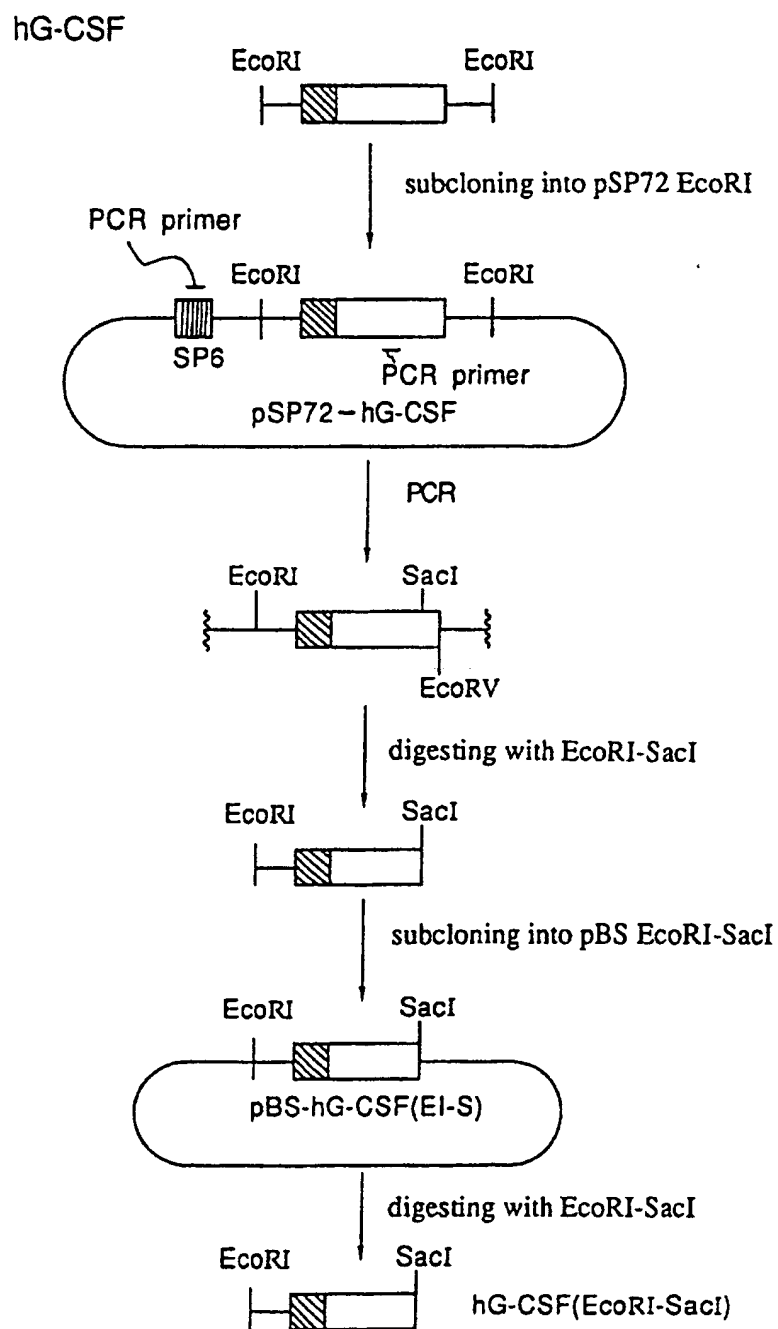 hG-CSF
EcoRI
EcoRI
subcloning into pSP72 EcoRI
PCR primer
EcoRI
EcoRI
SP6
PCR primer
pSP72-hG-CSF
PCR
EcoRI
SacI
EcoRV
digesting with EcoRI-SacI
EcoRI
SacI
subcloning into pBS EcoRI-SacI
EcoRI
SacI
pBS-hG-CSF(EI-S)
digesting with EcoRI-SacI
EcoRI
SacI
hG-CSF(EcoRI-SacI)